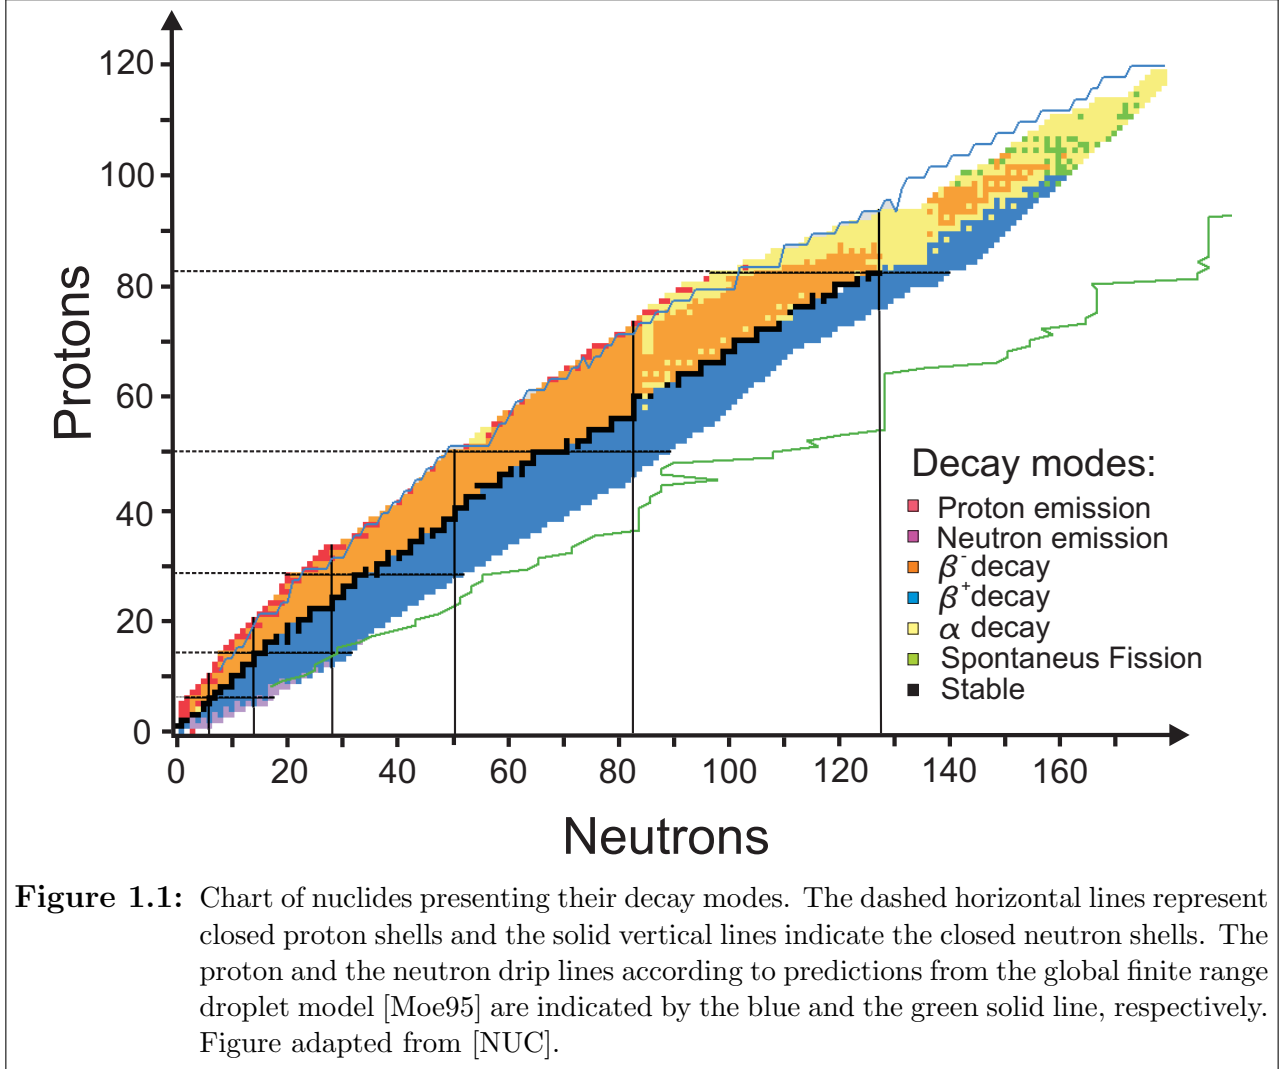 120
100
80
60
40
20
0
Protons
0 20 40 60 80 100 120 140 160
Neutrons
Decay modes:
Proton emission
Neutron emission
β⁻ decay
β⁺decay
α decay
Spontaneus Fission
Stable
Figure 1.1: Chart of nuclides presenting their decay modes. The dashed horizontal lines represent
closed proton shells and the solid vertical lines indicate the closed neutron shells. The
proton and the neutron drip lines according to predictions from the global finite range
droplet model [Moe95] are indicated by the blue and the green solid line, respectively.
Figure adapted from [NUC].